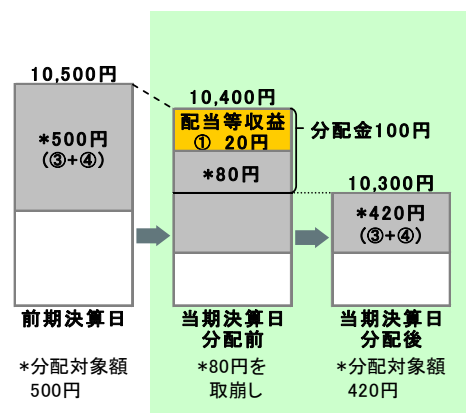 10,500円
*500円
(③+④)
前期決算日
*分配対象額
500円
10,400円
配当等収益
① 20円
*80円
分配金100円
当期決算日
分配前
*80円を
取崩し
10,300円
*420円
(③+④)
当期決算日
分配後
*分配対象額
420円